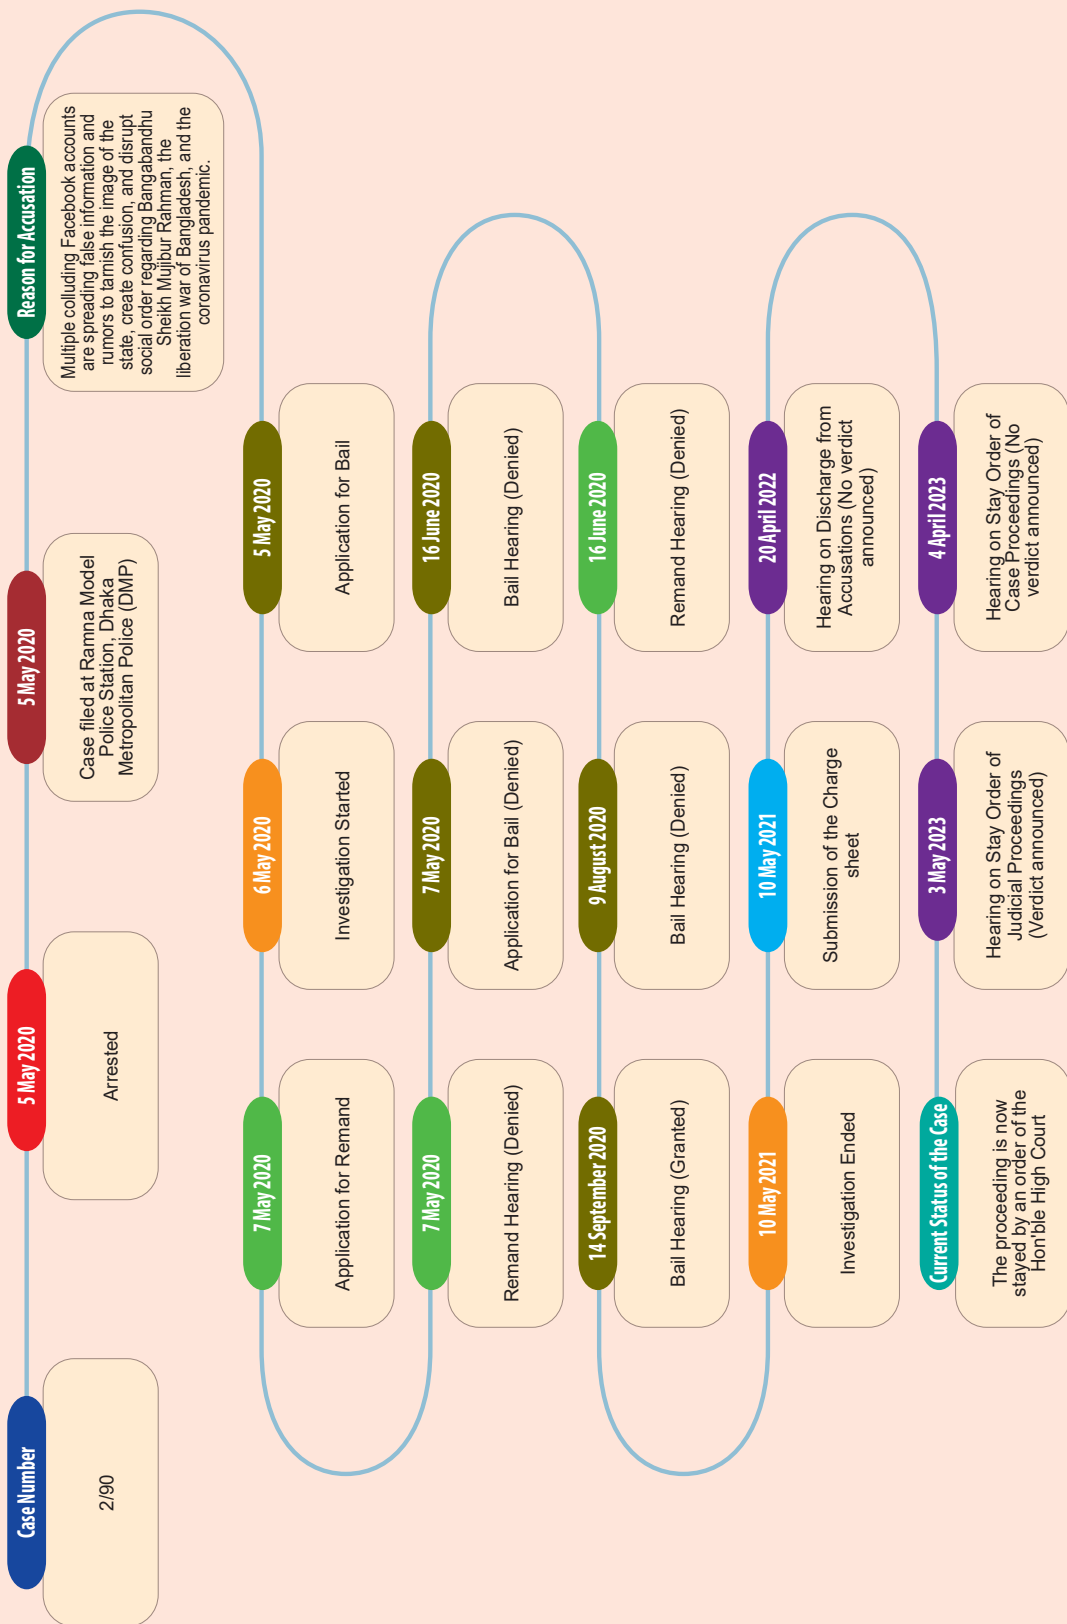 Case Number
2/90
5 May 2020
Arrested
5 May 2020
Case filed at Ramna Model
Police Station, Dhaka
Metropolitan Police (DMP)
Reason for Accusation
Multiple colluding Facebook accounts
are spreading false information and
rumors to tarnish the image of the
state, create confusion, and disrupt
social order regarding Bangabandhu
Sheikh Mujibur Rahman, the
liberation war of Bangladesh, and the
coronavirus pandemic.
5 May 2020
Application for Bail
6 May 2020
Investigation Started
7 May 2020
Application for Remand
7 May 2020
Remand Hearing (Denied)
7 May 2020
Application for Bail (Denied)
16 June 2020
Bail Hearing (Denied)
16 June 2020
Remand Hearing (Denied)
9 August 2020
Bail Hearing (Denied)
14 September 2020
Bail Hearing (Granted)
10 May 2021
Investigation Ended
10 May 2021
Submission of the Charge
sheet
20 April 2022
Hearing on Discharge from
Accusations (No verdict
announced)
4 April 2023
Hearing on Stay Order of
Case Proceedings (No
verdict announced)
3 May 2023
Hearing on Stay Order of
Judicial Proceedings
(Verdict announced)
Current Status of the Case
The proceeding is now
stayed by an order of the
Hon'ble High Court